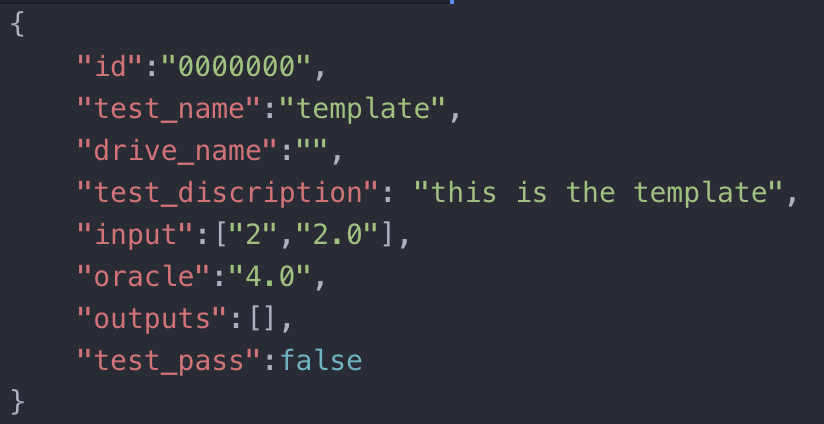 {
    "id":"0000000",
    "test_name":"template",
    "drive_name":"",
    "test_discription": "this is the template",
    "input":["2","2.0"],
    "oracle":"4.0",
    "outputs":[],
    "test_pass":false
}